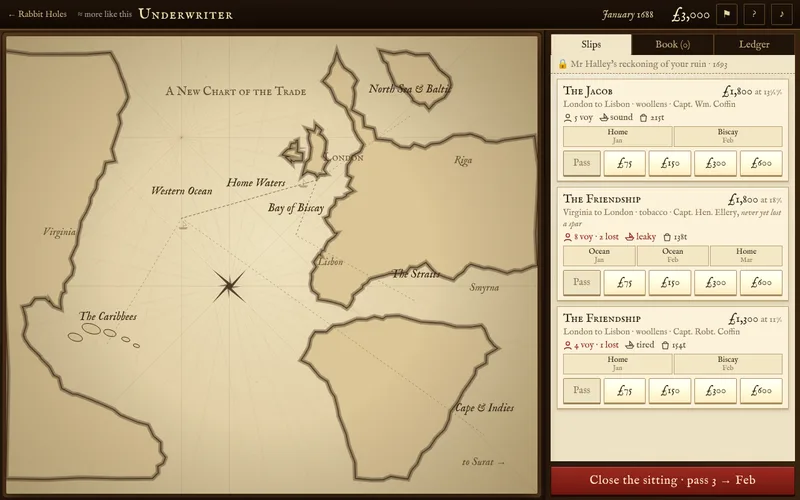 ← Rabbit Holes
≈ more like this
Underwriter
January 1688
£3,000
?
♪
A New Chart of the Trade
North Sea & Baltic
London
Riga
Home Waters
Western Ocean
Bay of Biscay
Virginia
Lisbon
The Straits
Smyrna
The Caribbees
Cape & Indies
to Surat →
Slips
Book (0)
Ledger
Mr Halley's reckoning of your ruin · 1693
The Jacob
£1,800 at 13½%
London to Lisbon · woollens · Capt. Wm. Coffin
5 voy sound 215t
Home Biscay
Jan
Pass £75 £150 £300 £600
The Friendship
£1,800 at 18%
Virginia to London · tobacco · Capt. Hen. Ellery, never yet lost
a spar
8 voy · 2 lost leaky 138t
Ocean Ocean Home
Jan Feb Mar
Pass £75 £150 £300 £600
The Friendship
£1,300 at 11%
London to Lisbon · woollens · Capt. Robt. Coffin
4 voy · 1 lost tired 154t
Home Biscay
Jan Feb
Pass £75 £150 £300 £600
Close the sitting · pass 3 → Feb